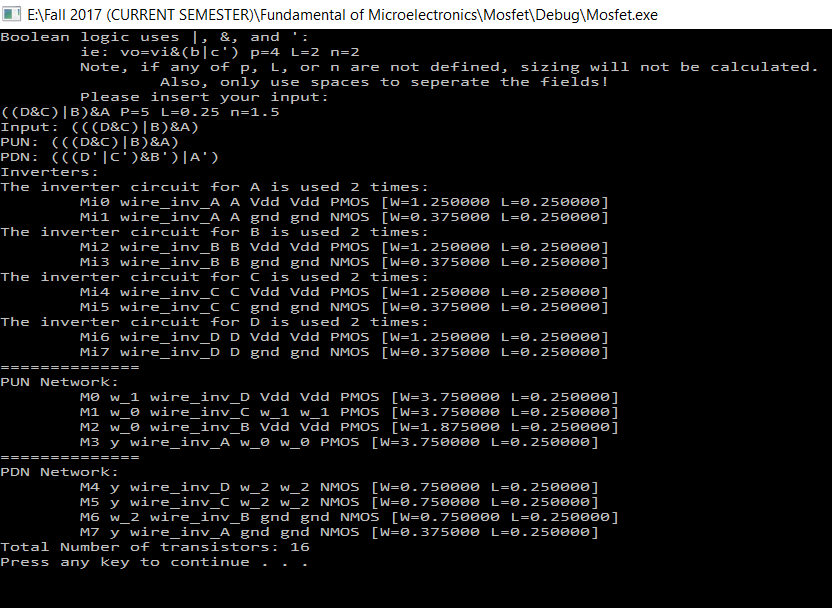 E:\Fall 2017 (CURRENT SEMESTER)\Fundamental of Microelectronics\Mosfet\Debug\Mosfet.exe
Boolean logic uses |, &, and ':
ie: vo=vi&(b|c') p=4 L=2 n=2
Note, if any of p, L, or n are not defined, sizing will not be calculated.
Also, only use spaces to seperate the fields!
Please insert your input:
((D&C)|B)&A P=5 L=0.25 n=1.5
Input: (((D&C)|B)&A)
PUN: (((D&C)|B)&A)
PDN: (((D'|C')&B')|A')
Inverters:
The inverter circuit for A is used 2 times:
Mi0 wire_inv_A A Vdd Vdd PMOS [W=1.250000 L=0.250000]
Mi1 wire_inv_A A gnd gnd NMOS [W=0.375000 L=0.250000]
The inverter circuit for B is used 2 times:
Mi2 wire_inv_B B Vdd Vdd PMOS [W=1.250000 L=0.250000]
Mi3 wire_inv_B B gnd gnd NMOS [W=0.375000 L=0.250000]
The inverter circuit for C is used 2 times:
Mi4 wire_inv_C C Vdd Vdd PMOS [W=1.250000 L=0.250000]
Mi5 wire_inv_C C gnd gnd NMOS [W=0.375000 L=0.250000]
The inverter circuit for D is used 2 times:
Mi6 wire_inv_D D Vdd Vdd PMOS [W=1.250000 L=0.250000]
Mi7 wire_inv_D D gnd gnd NMOS [W=0.375000 L=0.250000]
==============
PUN Network:
M0 w_1 wire_inv_D Vdd Vdd PMOS [W=3.750000 L=0.250000]
M1 w_0 wire_inv_C w_1 w_1 PMOS [W=3.750000 L=0.250000]
M2 w_0 wire_inv_B Vdd Vdd PMOS [W=1.875000 L=0.250000]
M3 y wire_inv_A w_0 w_0 PMOS [W=3.750000 L=0.250000]
==============
PDN Network:
M4 y wire_inv_D w_2 w_2 NMOS [W=0.750000 L=0.250000]
M5 y wire_inv_C w_2 w_2 NMOS [W=0.750000 L=0.250000]
M6 w_2 wire_inv_B gnd gnd NMOS [W=0.750000 L=0.250000]
M7 y wire_inv_A gnd gnd NMOS [W=0.375000 L=0.250000]
Total Number of transistors: 16
Press any key to continue . . .